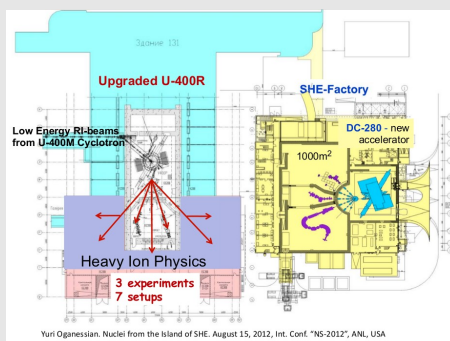 Здание 131
Upgraded U-400R
SHE-Factory
Low Energy RI-beams
from U-400M Cyclotron
DC-280 - new
accelerator
1000m²
Heavy Ion Physics
3 experiments
7 setups
Yuri Oganessian. Nuclei from the Island of SHE. August 15, 2012, Int. Conf. "NS-2012", ANL, USA